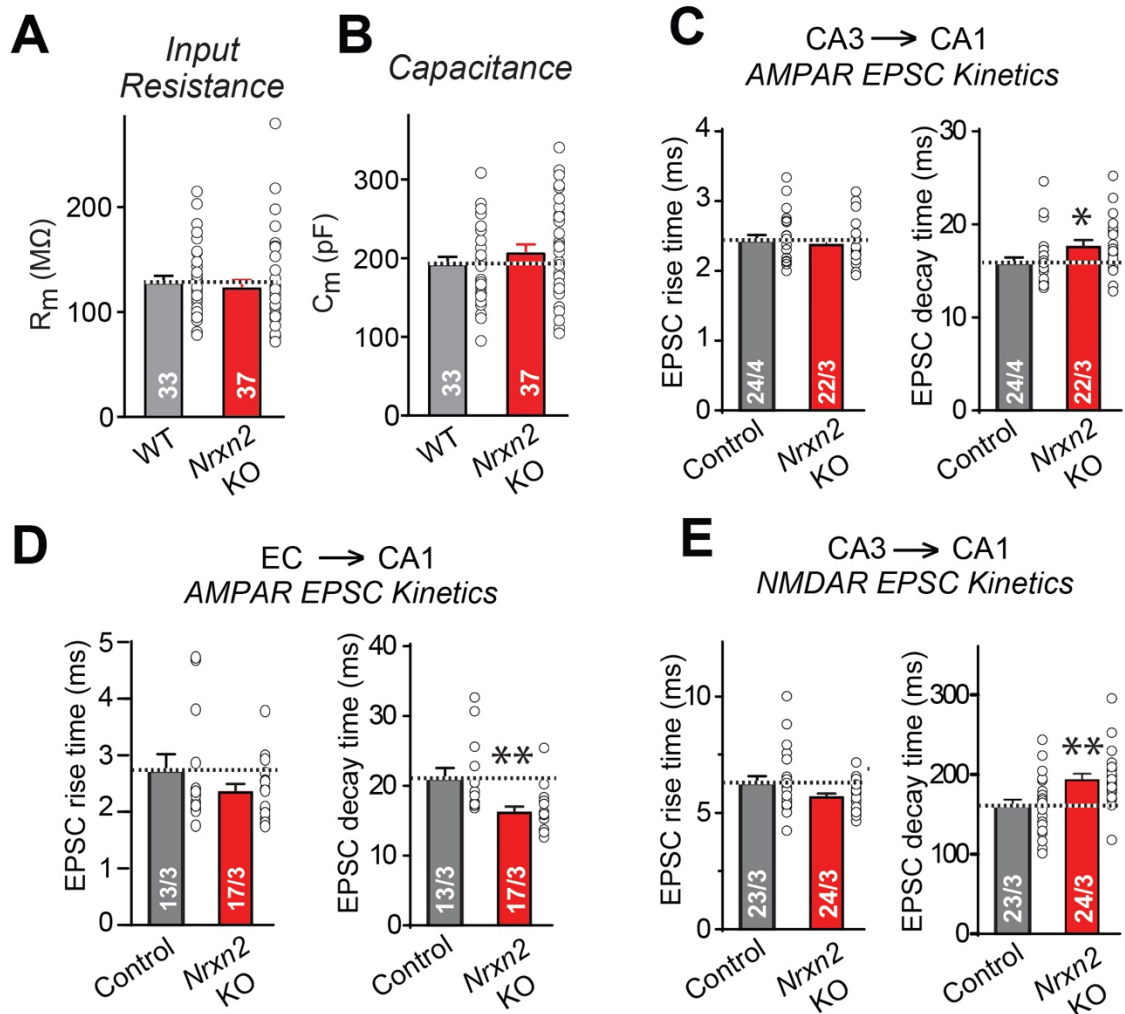 A
Input
Resistance
Rm (MΩ)
200
100
0
33
37
WT
Nrxn2
KO
B
Capacitance
Cm (pF)
300
200
100
0
33
37
WT
Nrxn2
KO
C
CA3 → CA1
AMPAR EPSC Kinetics
EPSC rise time (ms)
4
3
2
1
0
24/4
22/3
Control
Nrxn2
KO
EPSC decay time (ms)
30
20
10
0
*
24/4
22/3
Control
Nrxn2
KO
D
EC → CA1
AMPAR EPSC Kinetics
EPSC rise time (ms)
5
4
3
2
1
0
13/3
17/3
Control
Nrxn2
KO
EPSC decay time (ms)
40
30
20
10
0
**
13/3
17/3
Control
Nrxn2
KO
E
CA3 → CA1
NMDAR EPSC Kinetics
EPSC rise time (ms)
10
5
0
23/3
24/3
Control
Nrxn2
KO
EPSC decay time (ms)
300
200
100
0
**
23/3
24/3
Control
Nrxn2
KO